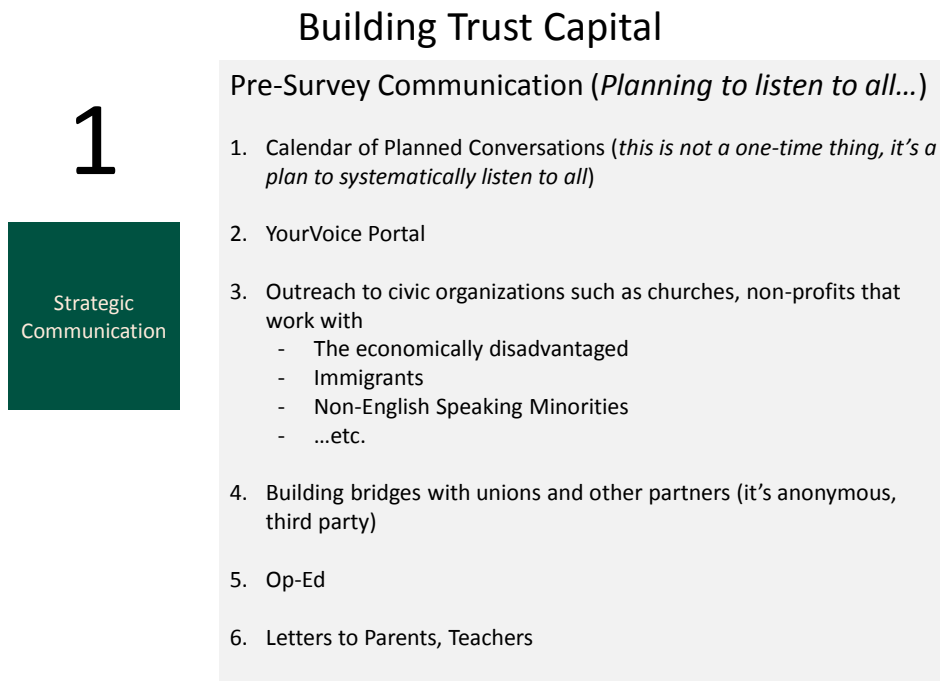 Building Trust Capital
1
Strategic
Communication
Pre-Survey Communication (Planning to listen to all…)
1. Calendar of Planned Conversations (this is not a one-time thing, it’s a
plan to systematically listen to all)
2. YourVoice Portal
3. Outreach to civic organizations such as churches, non-profits that
work with
- The economically disadvantaged
- Immigrants
- Non-English Speaking Minorities
- …etc.
4. Building bridges with unions and other partners (it’s anonymous,
third party)
5. Op-Ed
6. Letters to Parents, Teachers